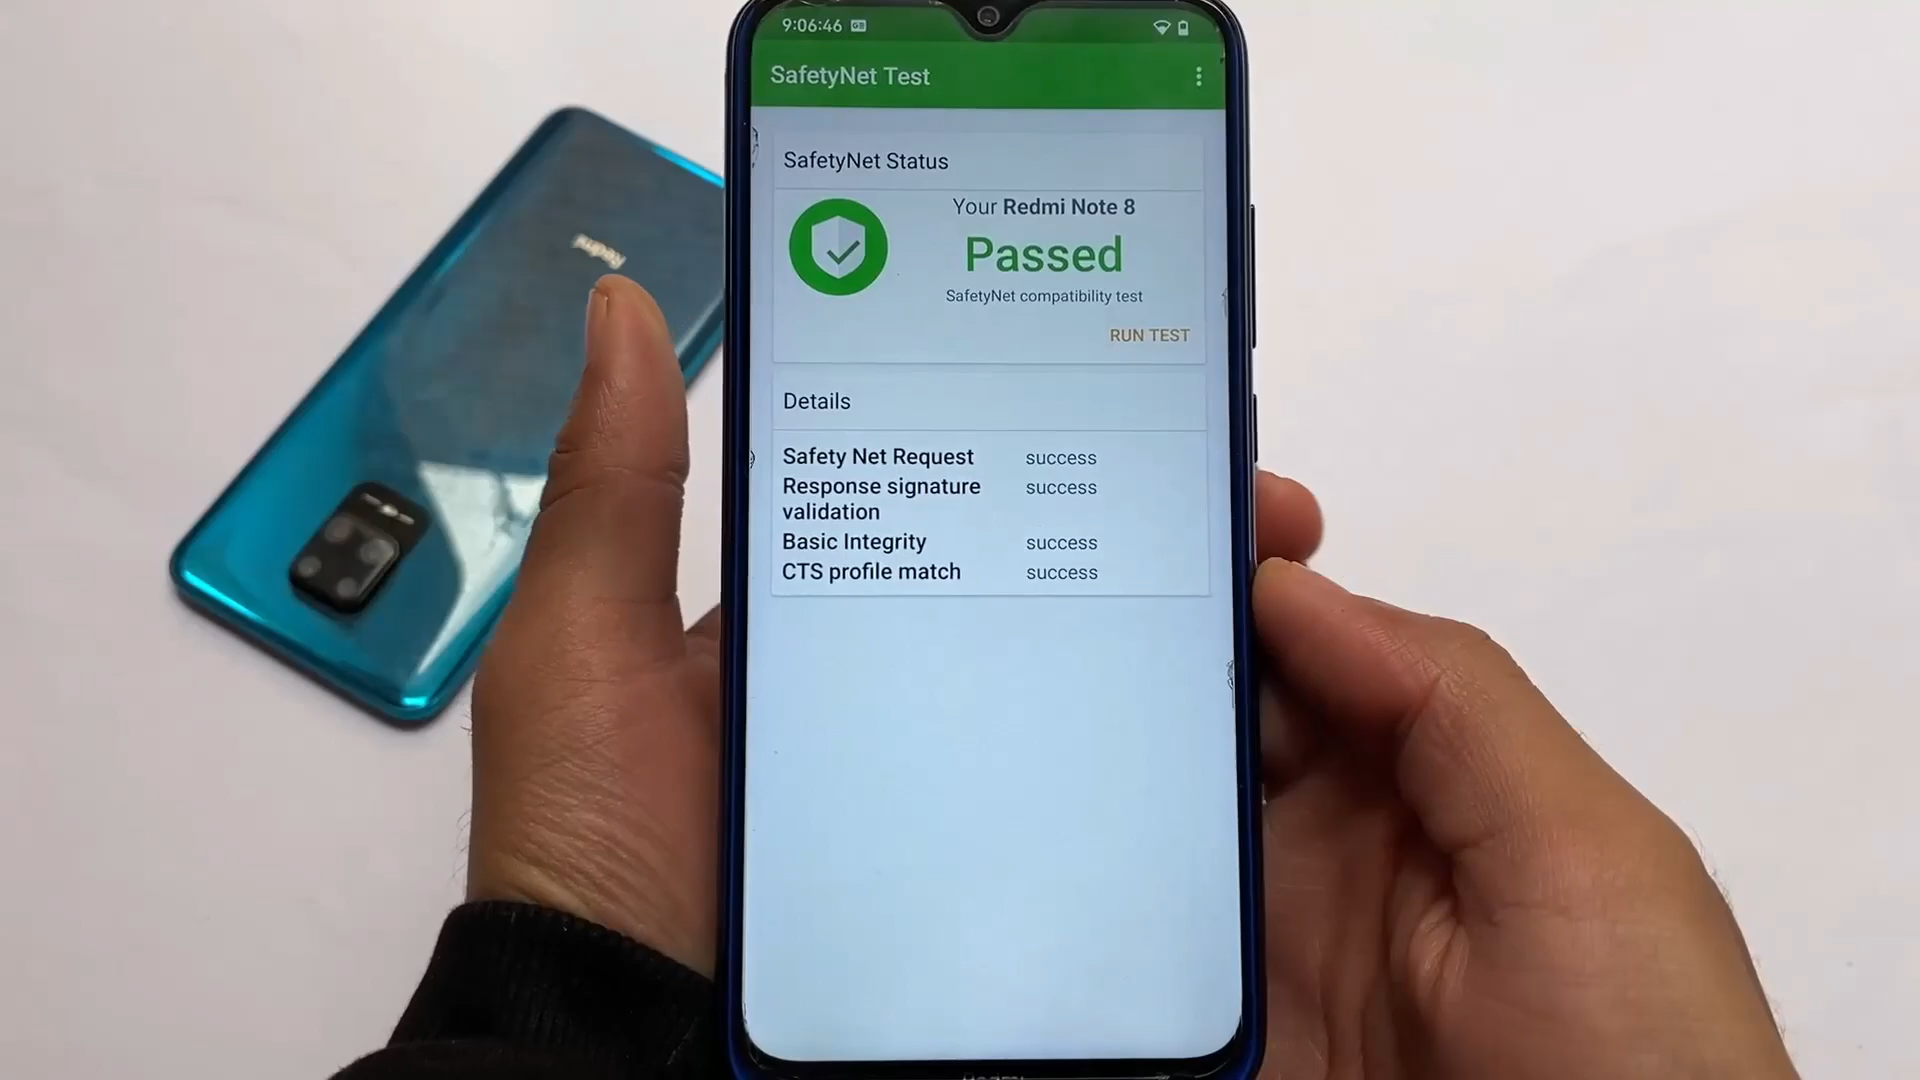 9:06:46
SafetyNet Test
SafetyNet Status
Your Redmi Note 8
Passed
SafetyNet compatibility test
RUN TEST
Details
Safety Net Request success
Response signature success
validation
Basic Integrity success
CTS profile match success
Redmi